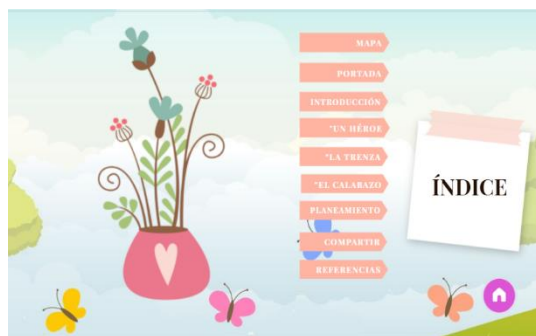 MAPA
PORTADA
INTRODUCCIÓN
"UN HÉROE
"LA TRENZA
"EL CALABAZO
PLANEAMIENTO
COMPARTIR
REFERENCIAS
ÍNDICE